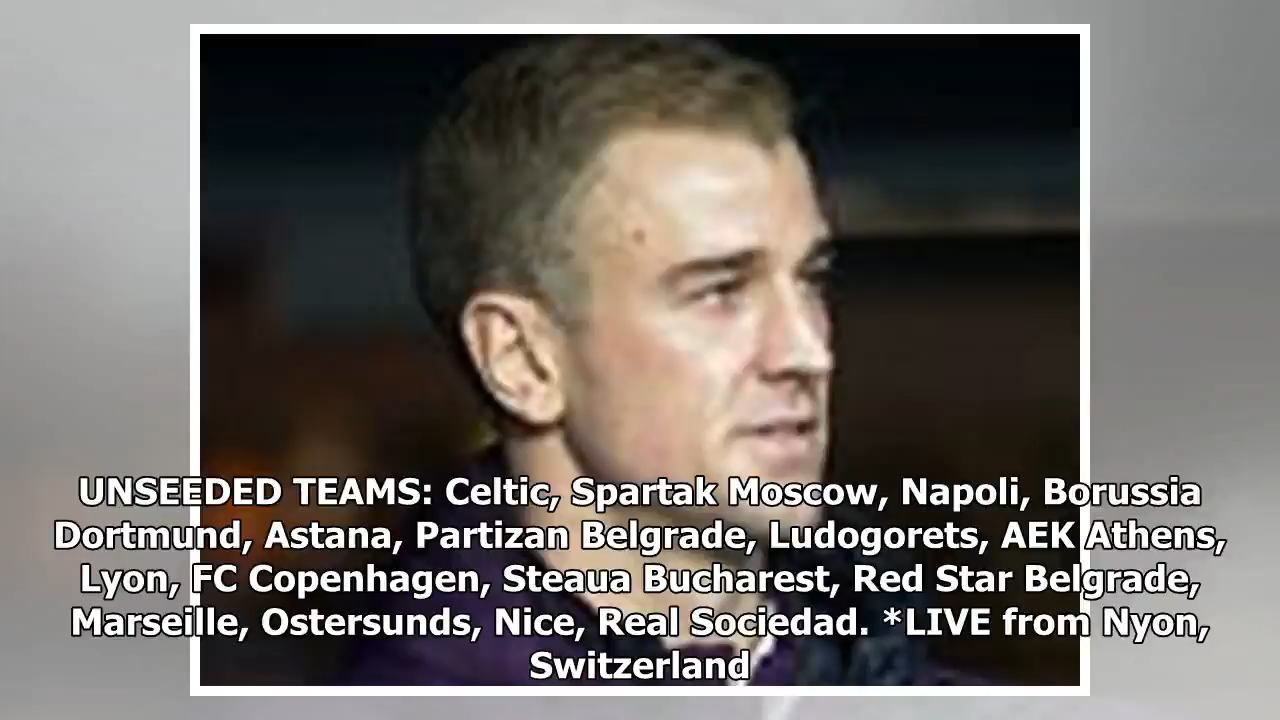 UNSEEDED TEAMS: Celtic, Spartak Moscow, Napoli, Borussia
Dortmund, Astana, Partizan Belgrade, Ludogorets, AEK Athens,
Lyon, FC Copenhagen, Steaua Bucharest, Red Star Belgrade,
Marseille, Ostersunds, Nice, Real Sociedad. *LIVE from Nyon,
Switzerland